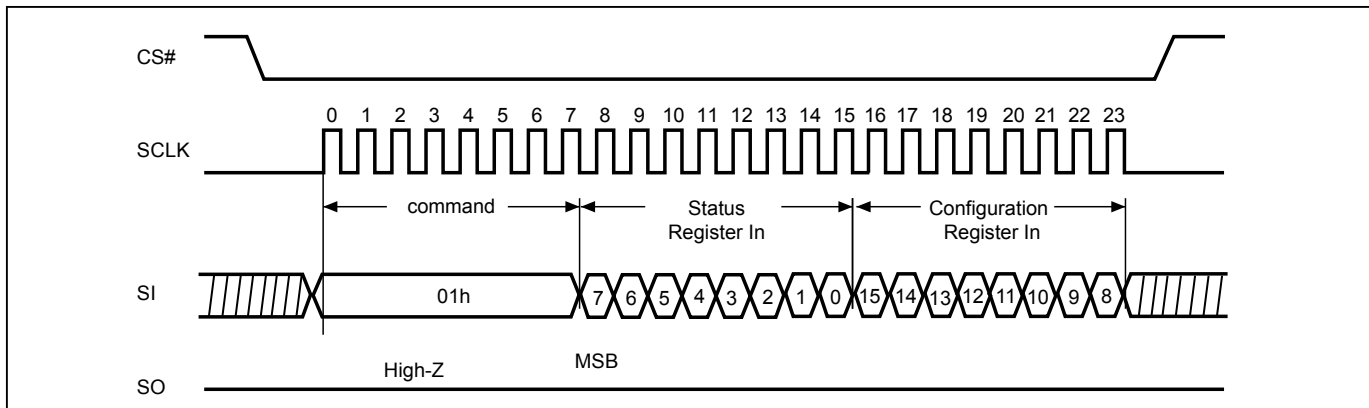 CS#
0 1 2 3 4 5 6 7 8 9 10 11 12 13 14 15 16 17 18 19 20 21 22 23
SCLK
command
Status
Register In
Configuration
Register In
SI
01h
7 6 5 4 3 2 1 0 15 14 13 12 11 10 9 8
High-Z
MSB
SO